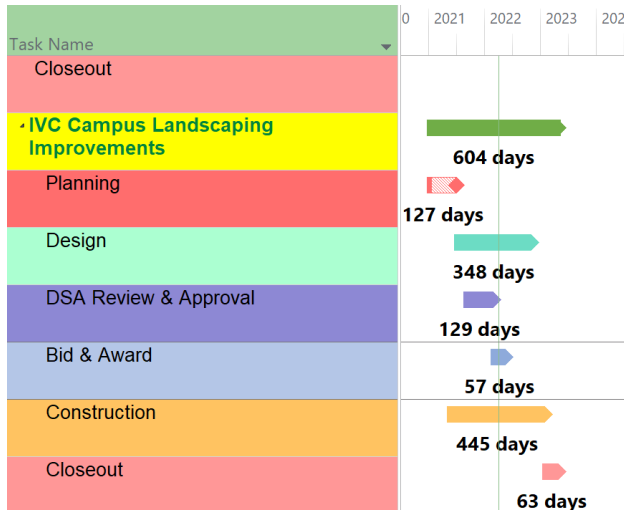 0 2021 2022 2023 202
Task Name
Closeout
IVC Campus Landscaping
Improvements
604 days
Planning
127 days
Design
348 days
DSA Review & Approval
129 days
Bid & Award
57 days
Construction
445 days
Closeout
63 days